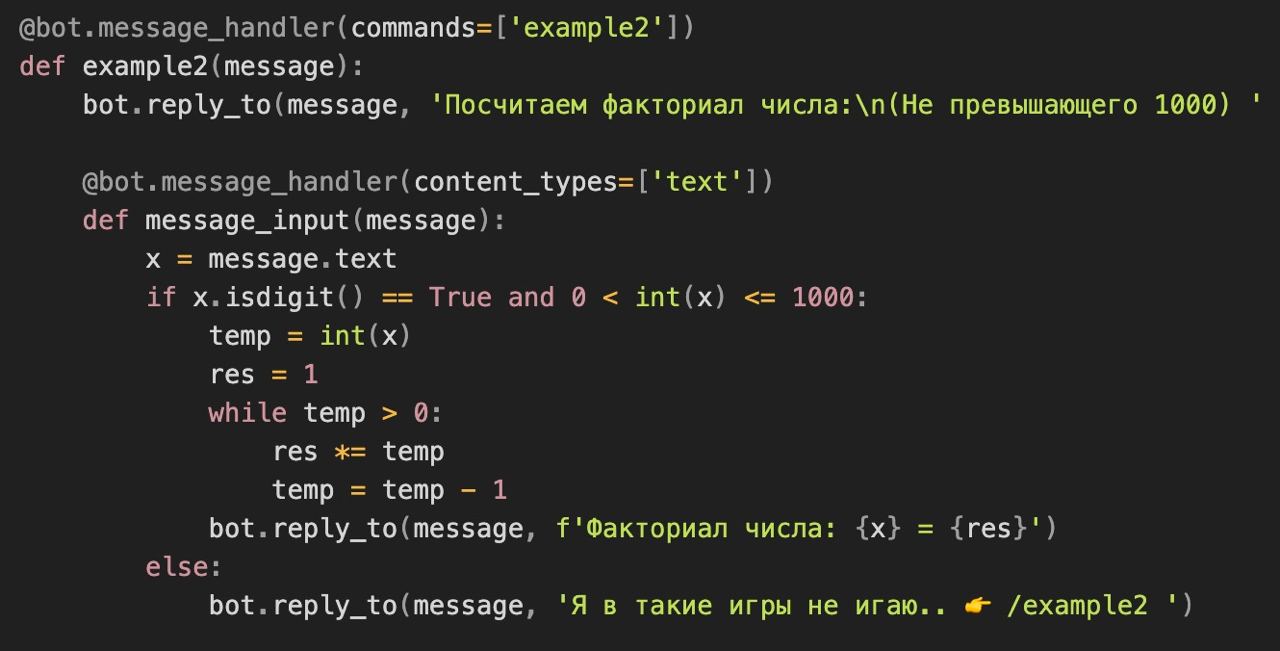 @bot.message_handler(commands=['example2'])
def example2(message):
    bot.reply_to(message, 'Посчитаем факториал числа:\n(Не превышающего 1000) '
    @bot.message_handler(content_types=['text'])
    def message_input(message):
        x = message.text
        if x.isdigit() == True and 0 < int(x) <= 1000:
            temp = int(x)
            res = 1
            while temp > 0:
                res *= temp
                temp = temp - 1
            bot.reply_to(message, f'Факториал числа: {x} = {res}')
        else:
            bot.reply_to(message, 'Я в такие игры не игаю.. 👉 /example2 ')